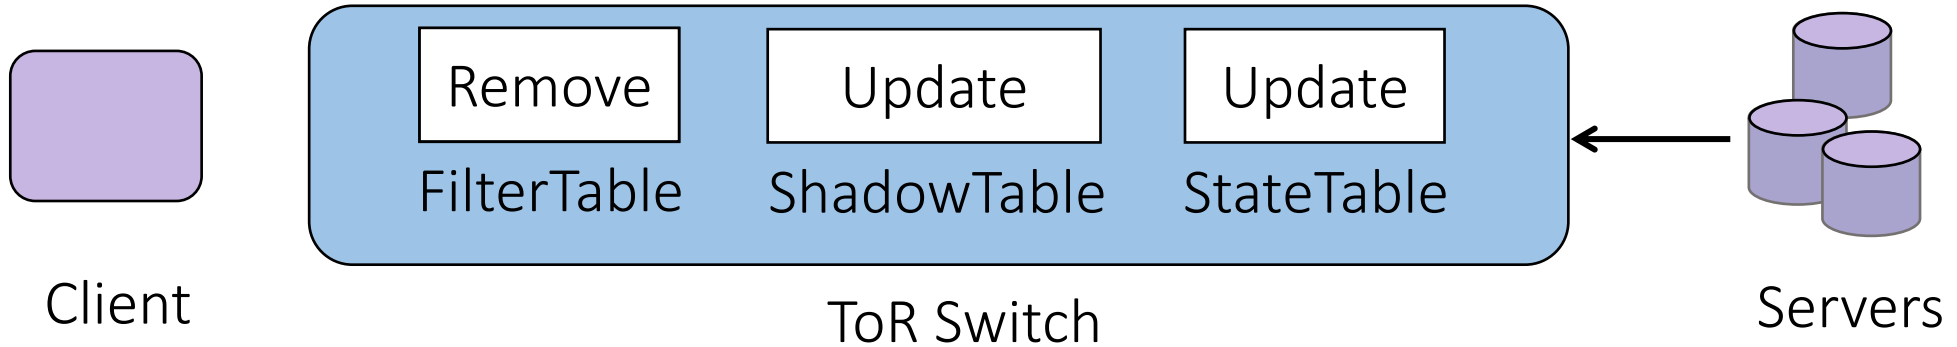 Remove
Update
Update
FilterTable
ShadowTable
StateTable
Client
ToR Switch
Servers